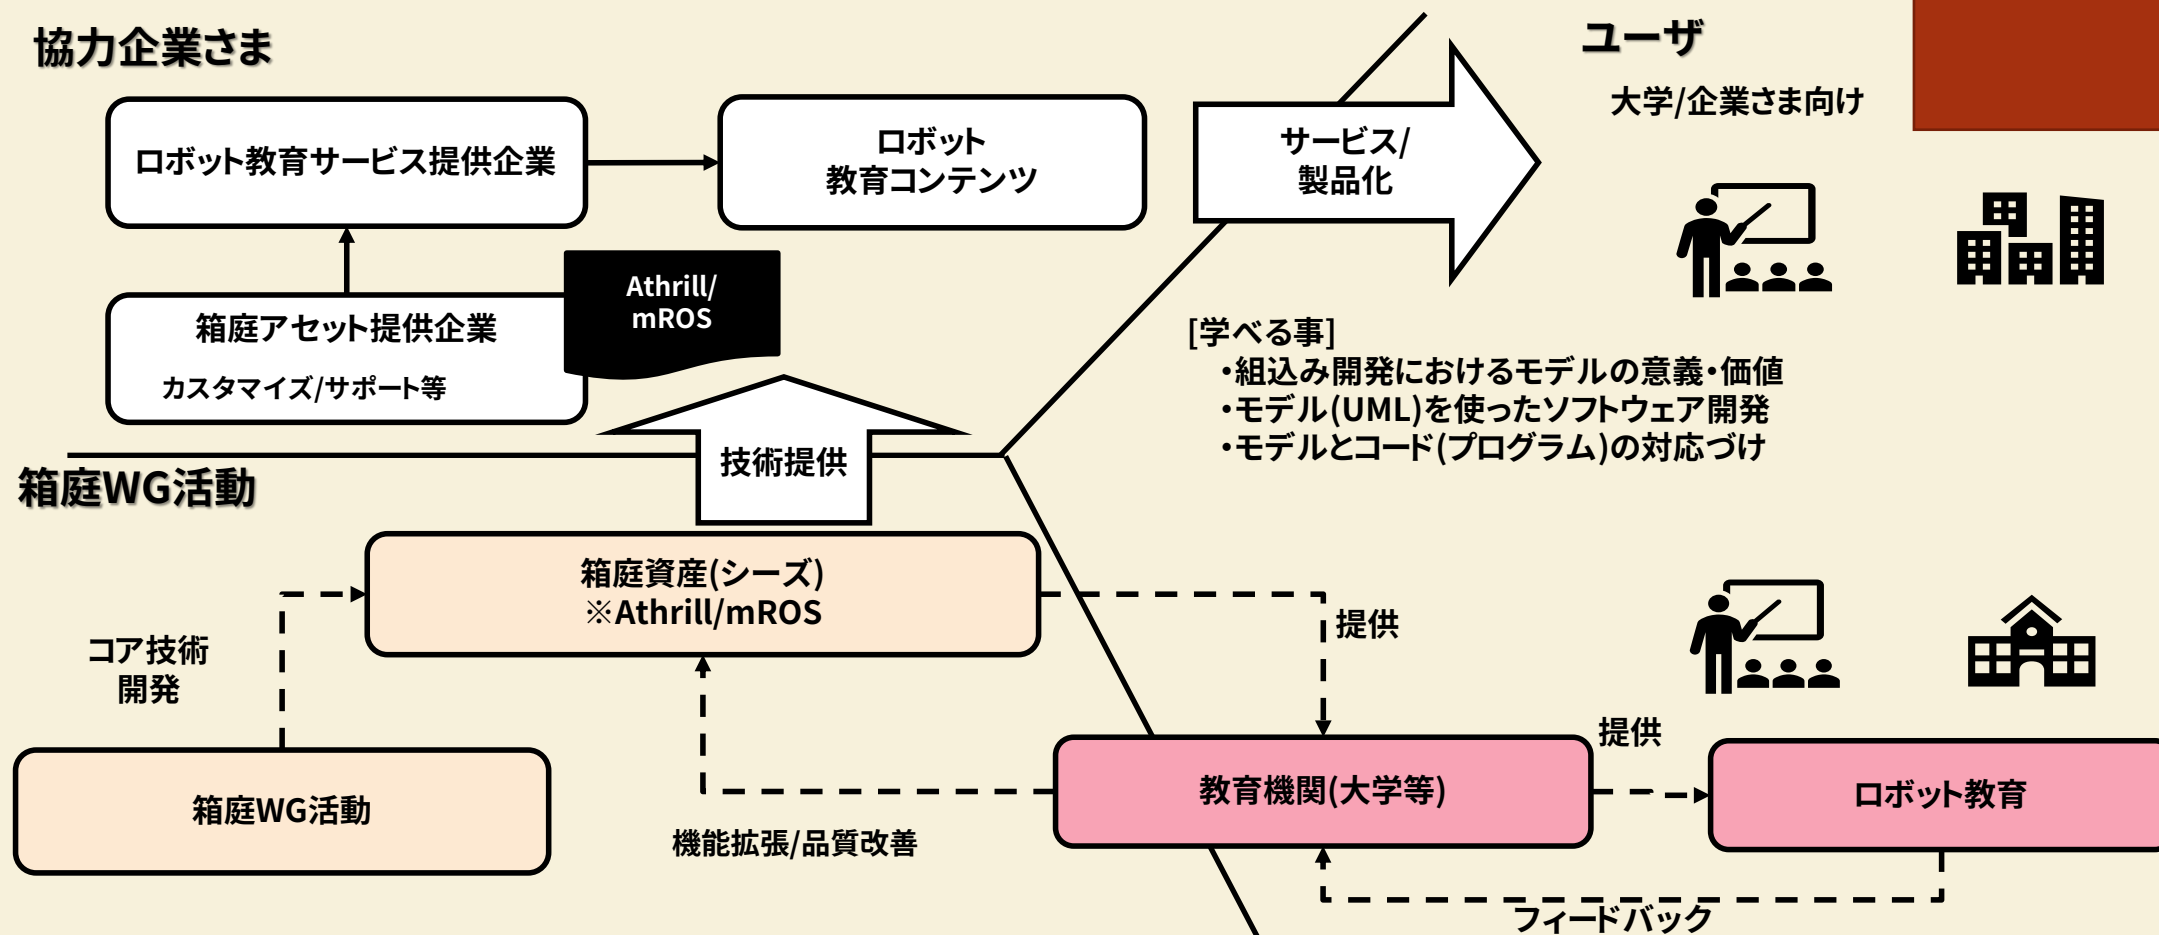 協力企業さま
ロボット教育サービス提供企業
ロボット
教育コンテンツ
サービス/
製品化
ユーザ
大学/企業さま向け
箱庭アセット提供企業
カスタマイズ/サポート等
Athrill/
mROS
[学べる事]
・組込み開発におけるモデルの意義・価値
・モデル(UML)を使ったソフトウェア開発
・モデルとコード(プログラム)の対応づけ
技術提供
箱庭WG活動
箱庭資産(シーズ)
※Athrill/mROS
コア技術
開発
提供
箱庭WG活動
機能拡張/品質改善
教育機関(大学等)
提供
ロボット教育
フィードバック